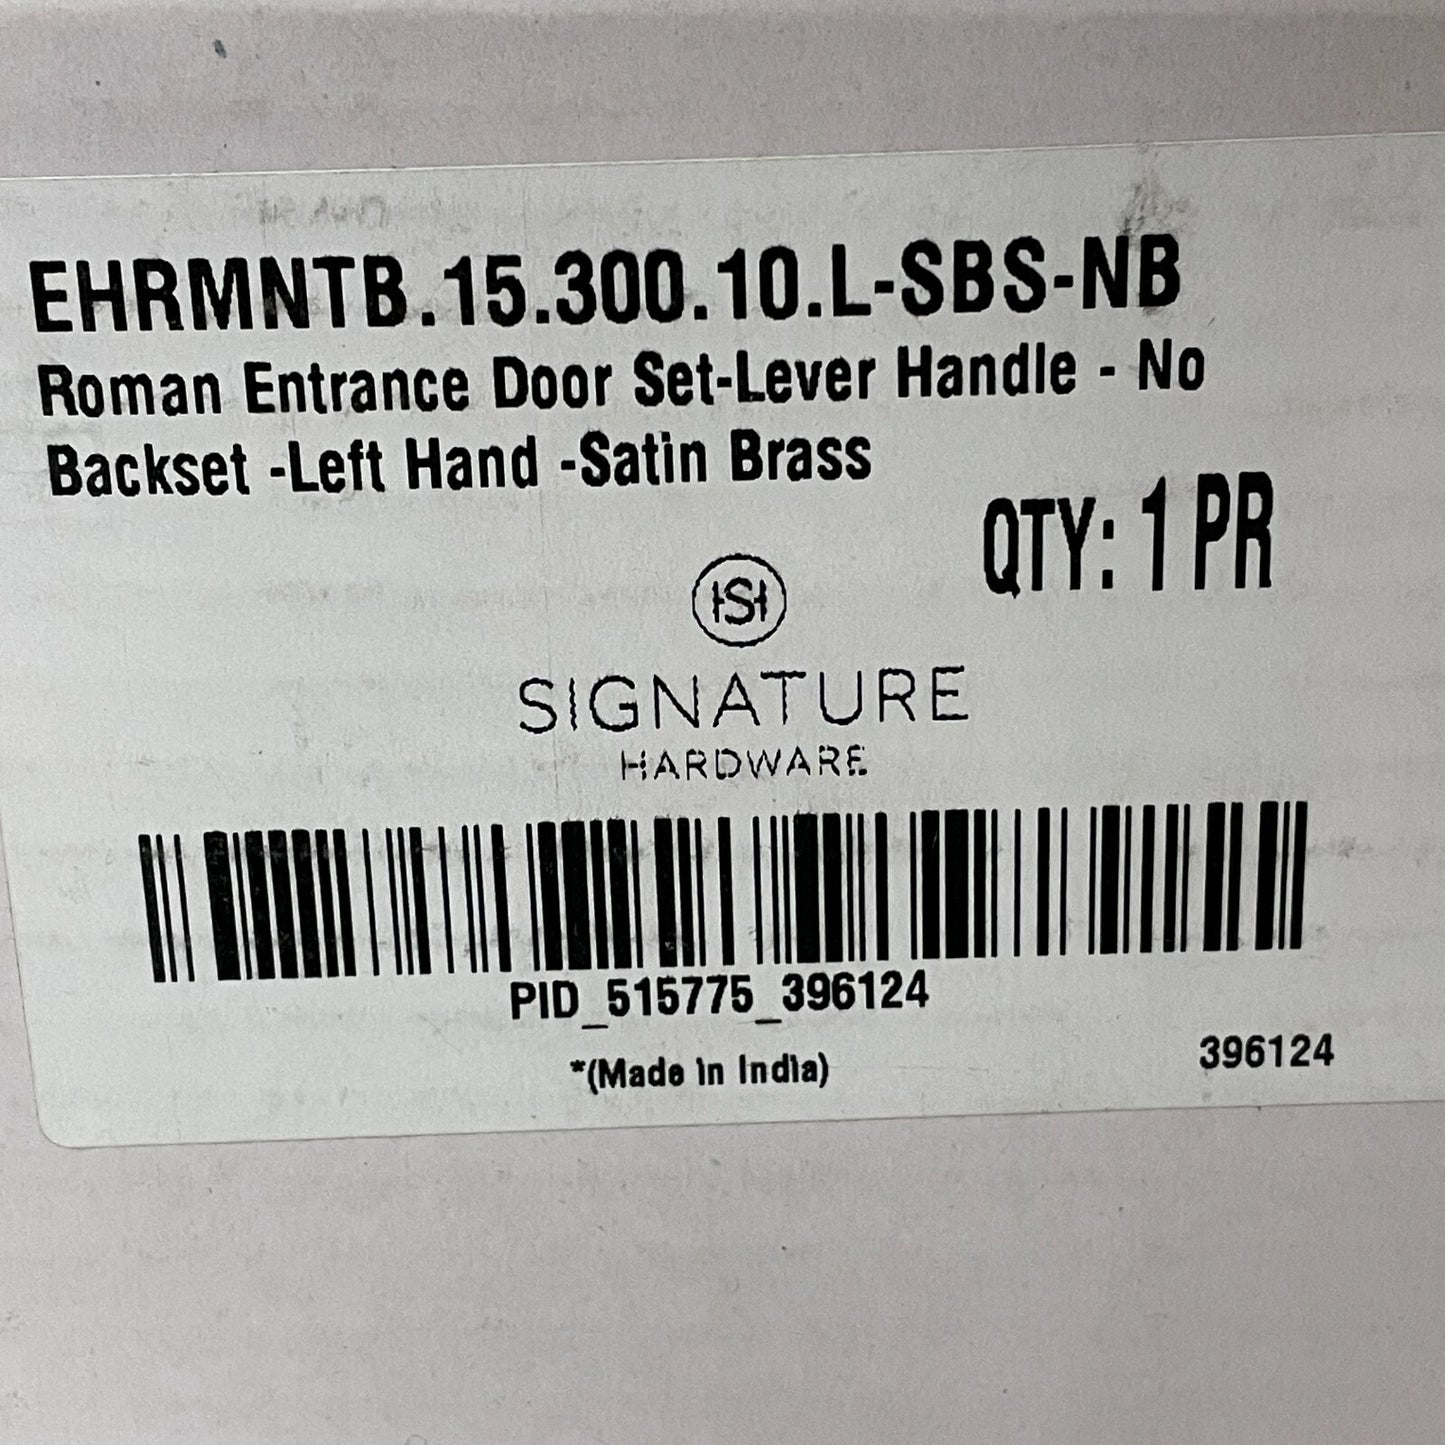 EHRMNTB.15.300.10.L-SBS-NB
Roman Entrance Door Set-Lever Handle - No
Backset -Left Hand -Satin Brass
QTY: 1 PR
HSH
SIGNATURE
HARDWARE
PID_515775_396124
*(Made in India)
396124